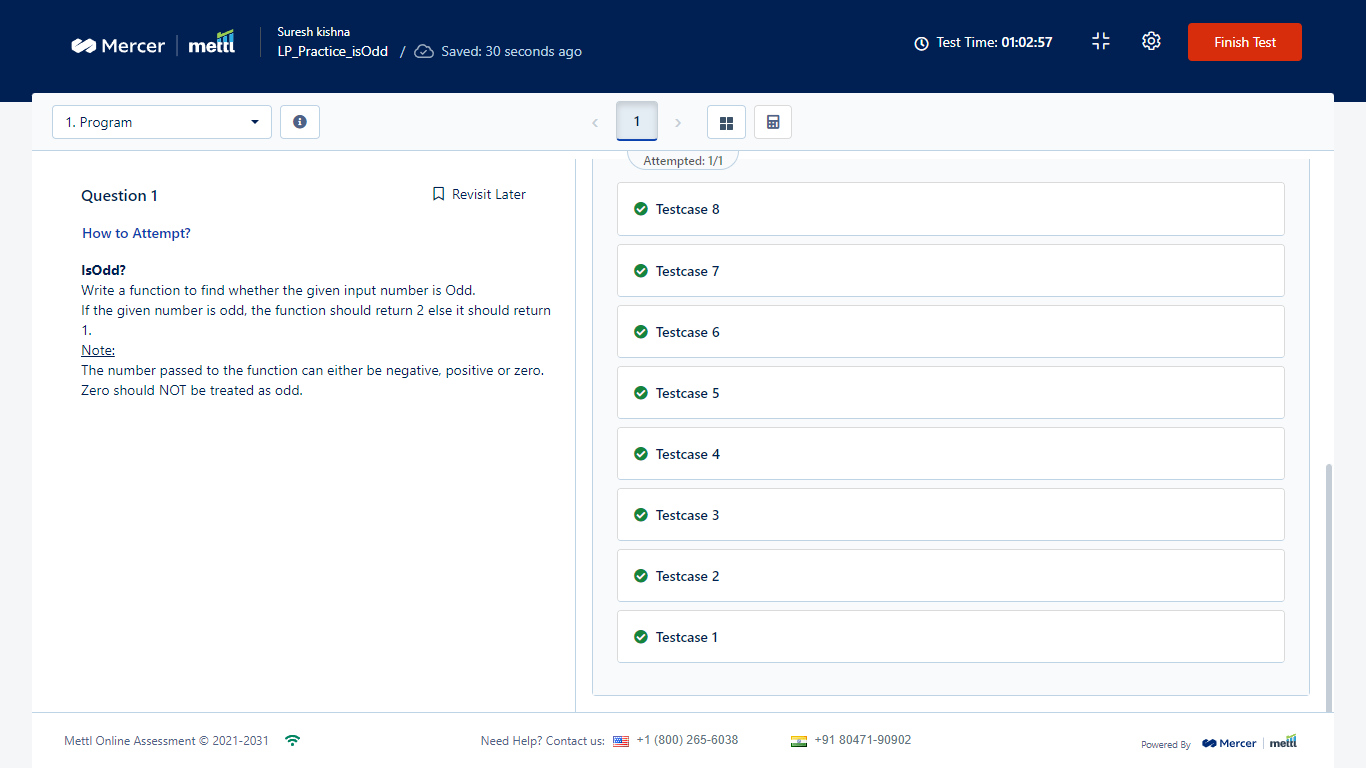 Mercer | mettl
Suresh kishna
LP_Practice_isOdd / Saved: 30 seconds ago
Test Time: 01:02:57
Finish Test
1. Program
1
Attempted: 1/1
Question 1
Revisit Later
How to Attempt?
IsOdd?
Write a function to find whether the given input number is Odd.
If the given number is odd, the function should return 2 else it should return
1.
Note:
The number passed to the function can either be negative, positive or zero.
Zero should NOT be treated as odd.
Testcase 8
Testcase 7
Testcase 6
Testcase 5
Testcase 4
Testcase 3
Testcase 2
Testcase 1
Mettl Online Assessment © 2021-2031
Need Help? Contact us: +1 (800) 265-6038
+91 80471-90902
Powered By Mercer | mettl